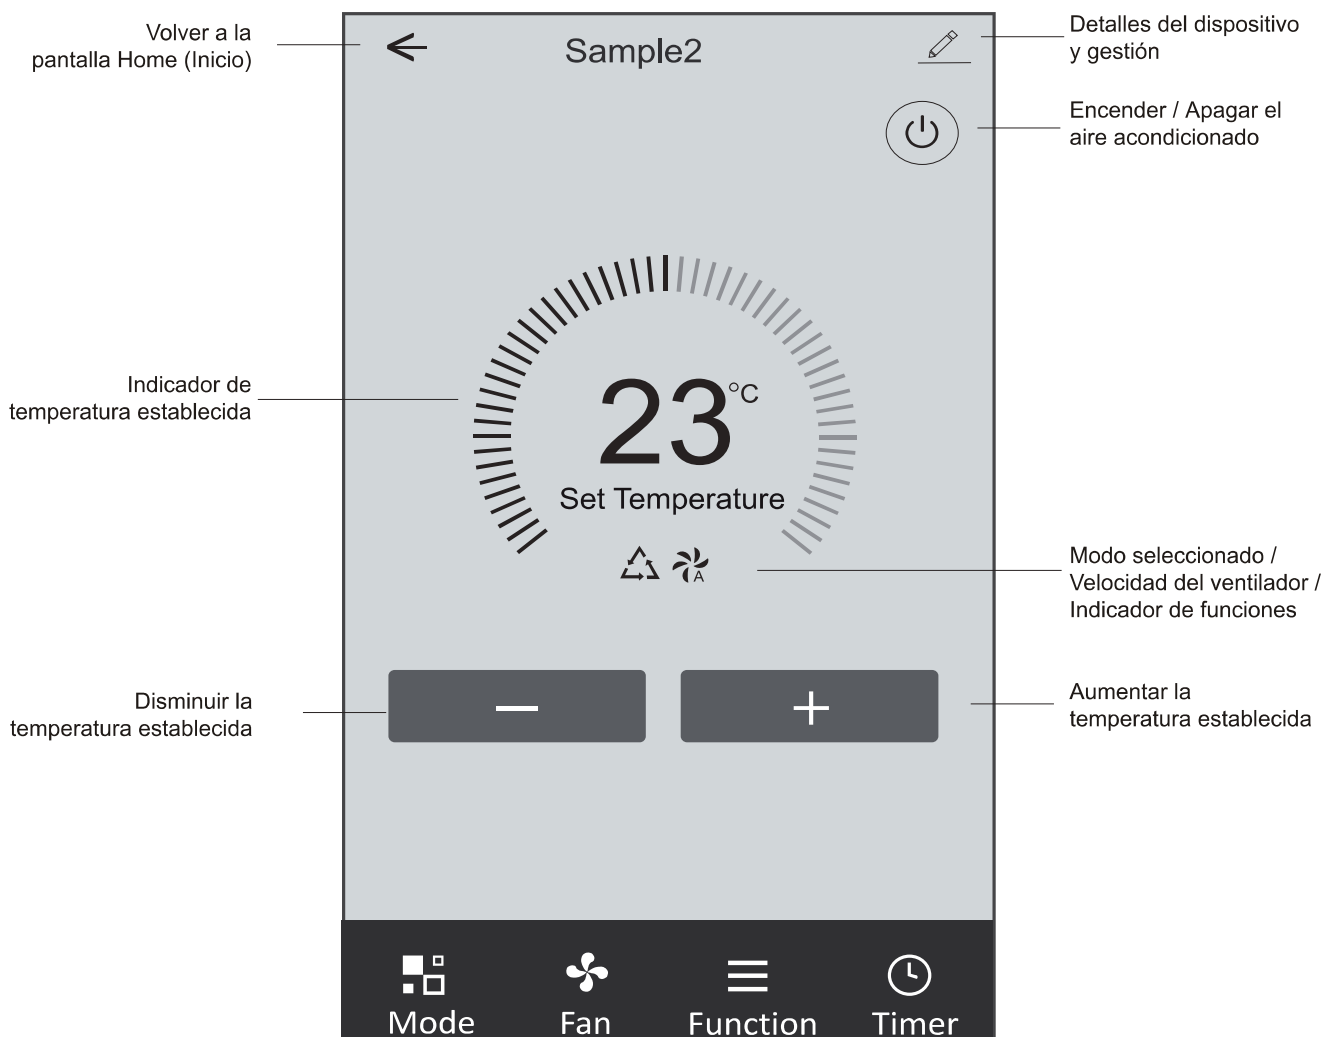 Volver a la
pantalla Home (Inicio)
Sample2
Detalles del dispositivo
y gestión
Encender / Apagar el
aire acondicionado
Indicador de
temperatura establecida
23 °C
Set Temperature
A
Modo seleccionado /
Velocidad del ventilador /
Indicador de funciones
Disminuir la
temperatura establecida
Aumentar la
temperatura establecida
Mode Fan Function Timer